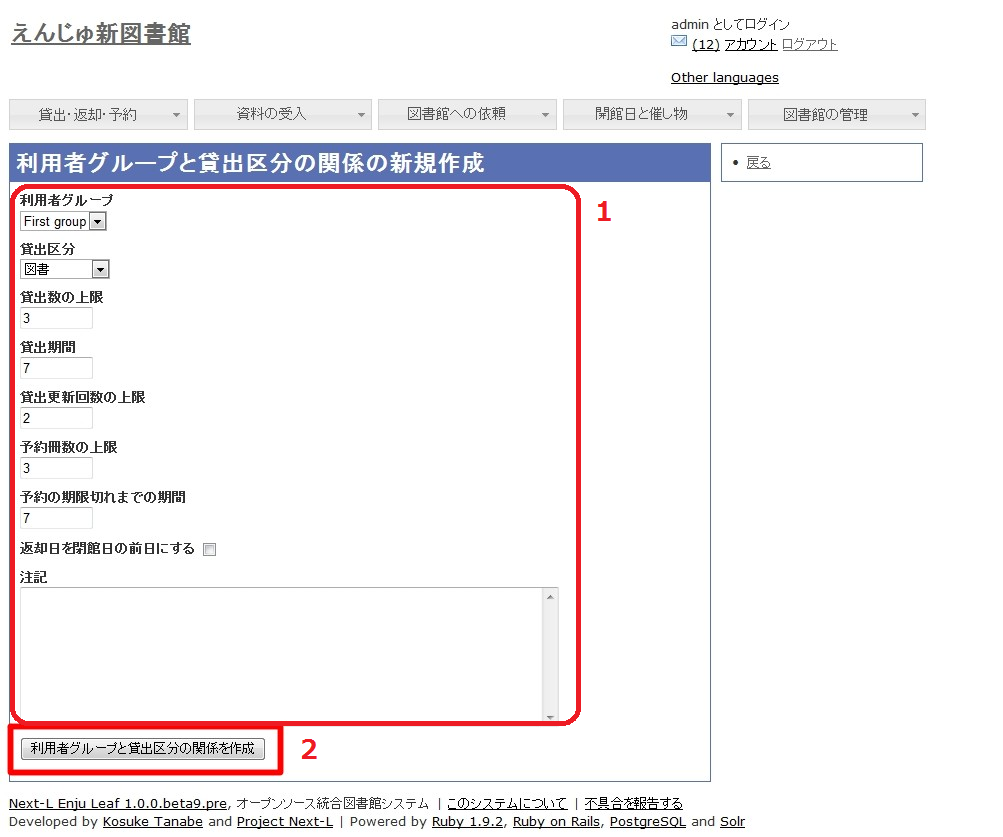 えんじゅ新図書館
admin としてログイン
(12) アカウント ログアウト
Other languages
貸出・返却・予約 資料の受入 図書館への依頼 開館日と催し物 図書館の管理
利用者グループと貸出区分の関係の新規作成
• 戻る
利用者グループ
First group
1
貸出区分
図書
貸出数の上限
3
貸出期間
7
貸出更新回数の上限
2
予約冊数の上限
3
予約の期限切れまでの期間
7
返却日を閉館日の前日にする
注記
利用者グループと貸出区分の関係を作成
2
Next-L Enju Leaf 1.0.0.beta9.pre, オープンソース統合図書館システム | このシステムについて | 不具合を報告する
Developed by Kosuke Tanabe and Project Next-L | Powered by Ruby 1.9.2, Ruby on Rails, PostgreSQL and Solr